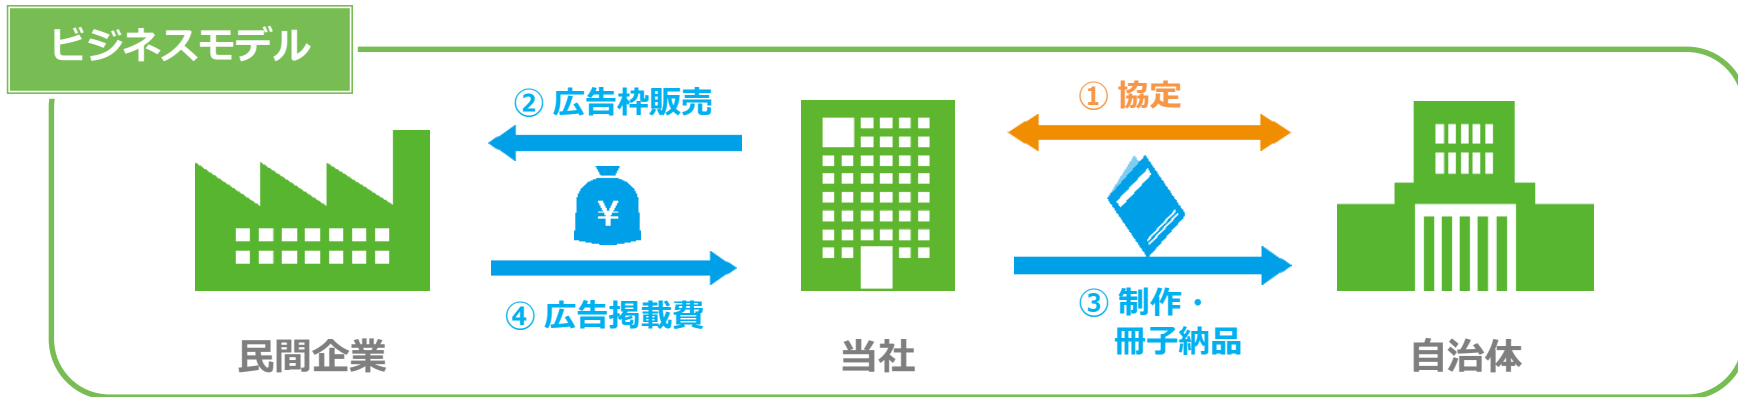 ビジネスモデル
② 広告枠販売
① 協定
¥
④ 広告掲載費
③ 制作・
冊子納品
民間企業
当社
自治体